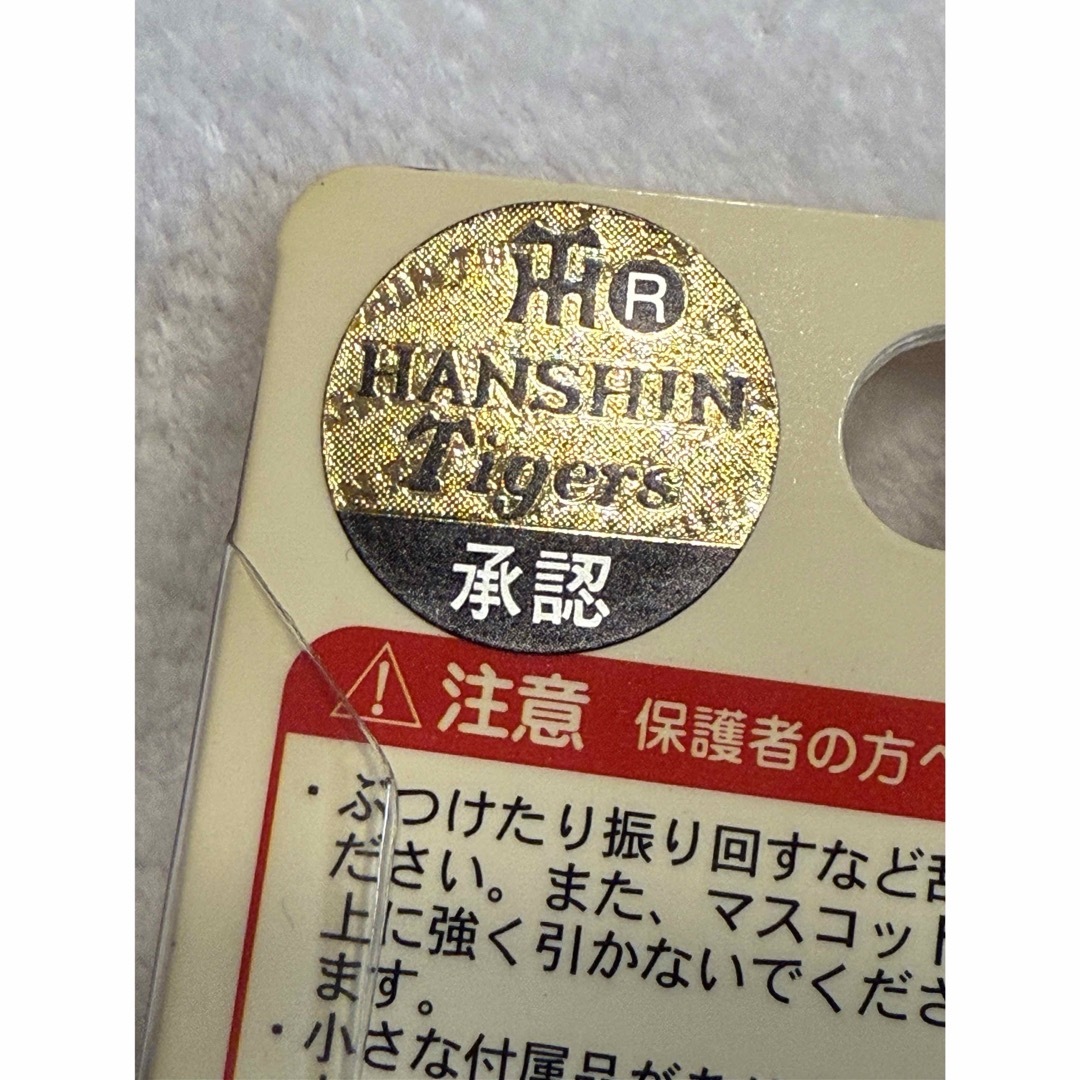 TH R
HANSHIN
Tigers
承認
注意 保護者の方へ
・ぶつけたり振り回すなど
ださい。また、マスコット
上に強く引かないでくださ
ます。
・小さな付属品が